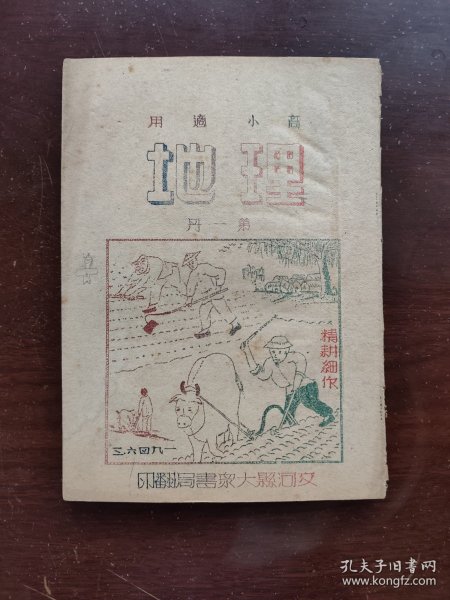 高小適用
地理
第一册
精耕細作
一九四六.三
交河縣大眾書局翻印
孔夫子旧书网
www.kongfz.com